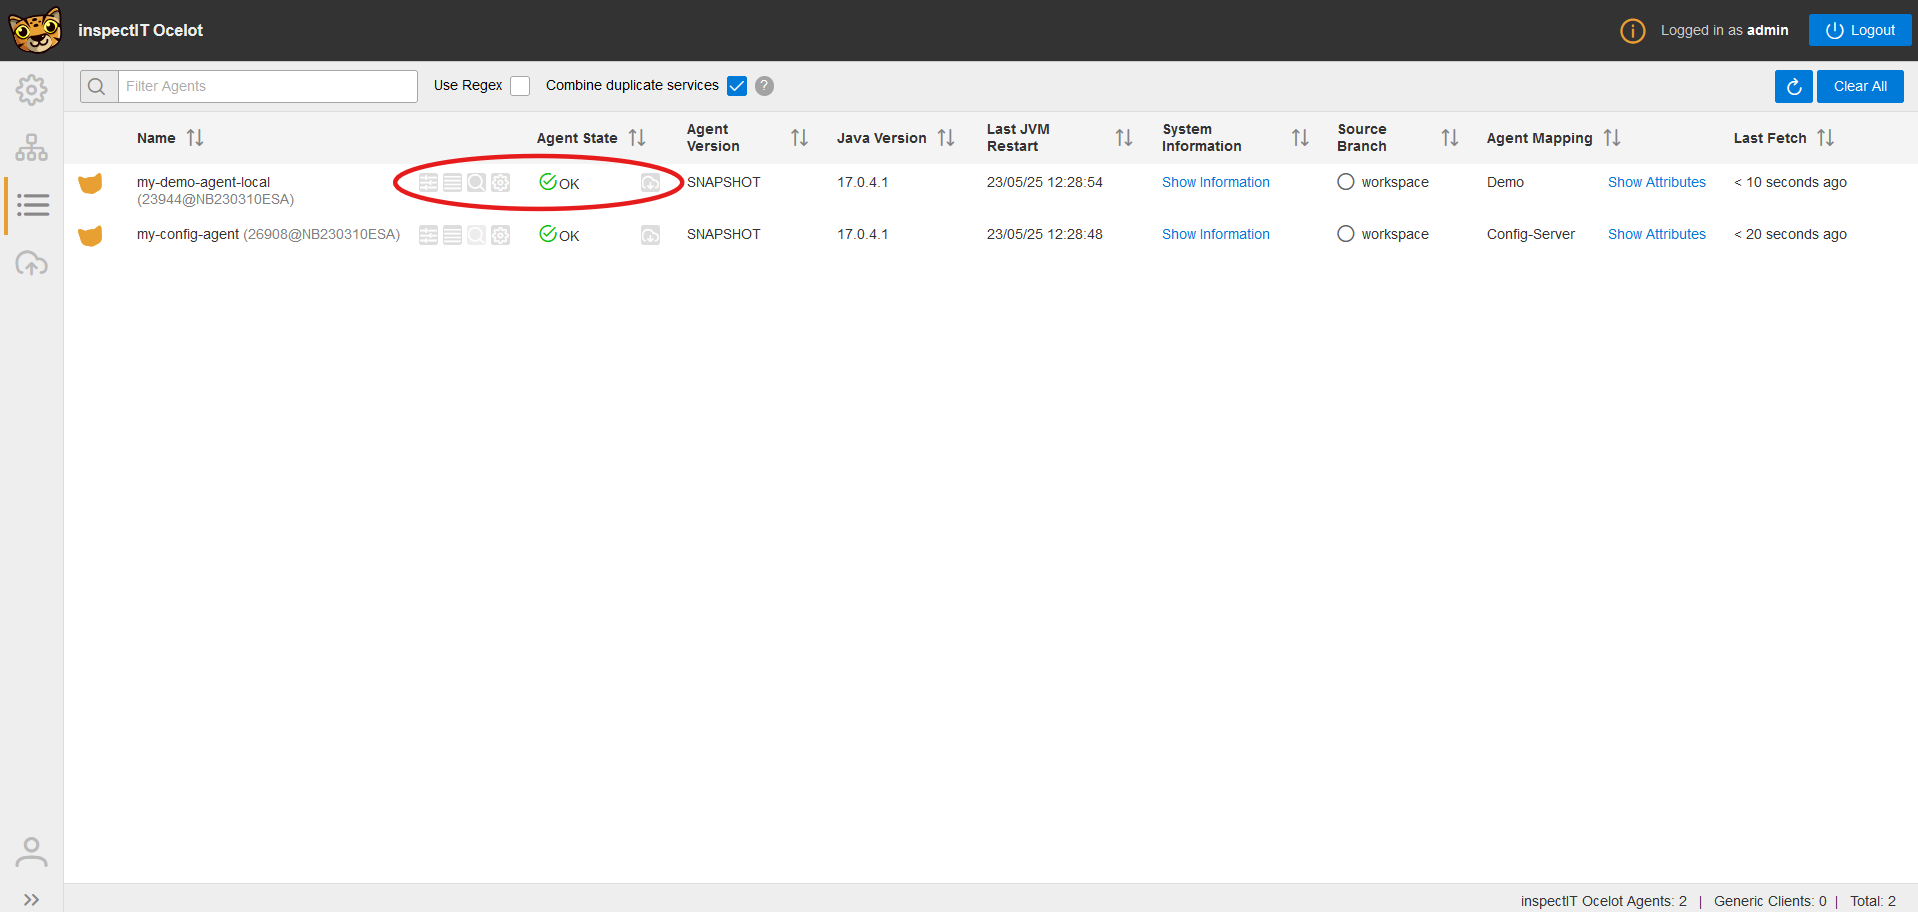 inspectIT Ocelot
Logged in as admin
Logout
Filter Agents
Use Regex
Combine duplicate services
?
Clear All
Name
Agent State
Agent Version
Java Version
Last JVM Restart
System Information
Source Branch
Agent Mapping
Last Fetch
my-demo-agent-local
(23944@NB230310ESA)
OK
SNAPSHOT
17.0.4.1
23/05/25 12:28:54
Show Information
workspace
Demo
Show Attributes
< 10 seconds ago
my-config-agent (26908@NB230310ESA)
OK
SNAPSHOT
17.0.4.1
23/05/25 12:28:48
Show Information
workspace
Config-Server
Show Attributes
< 20 seconds ago
inspectIT Ocelot Agents: 2 | Generic Clients: 0 | Total: 2